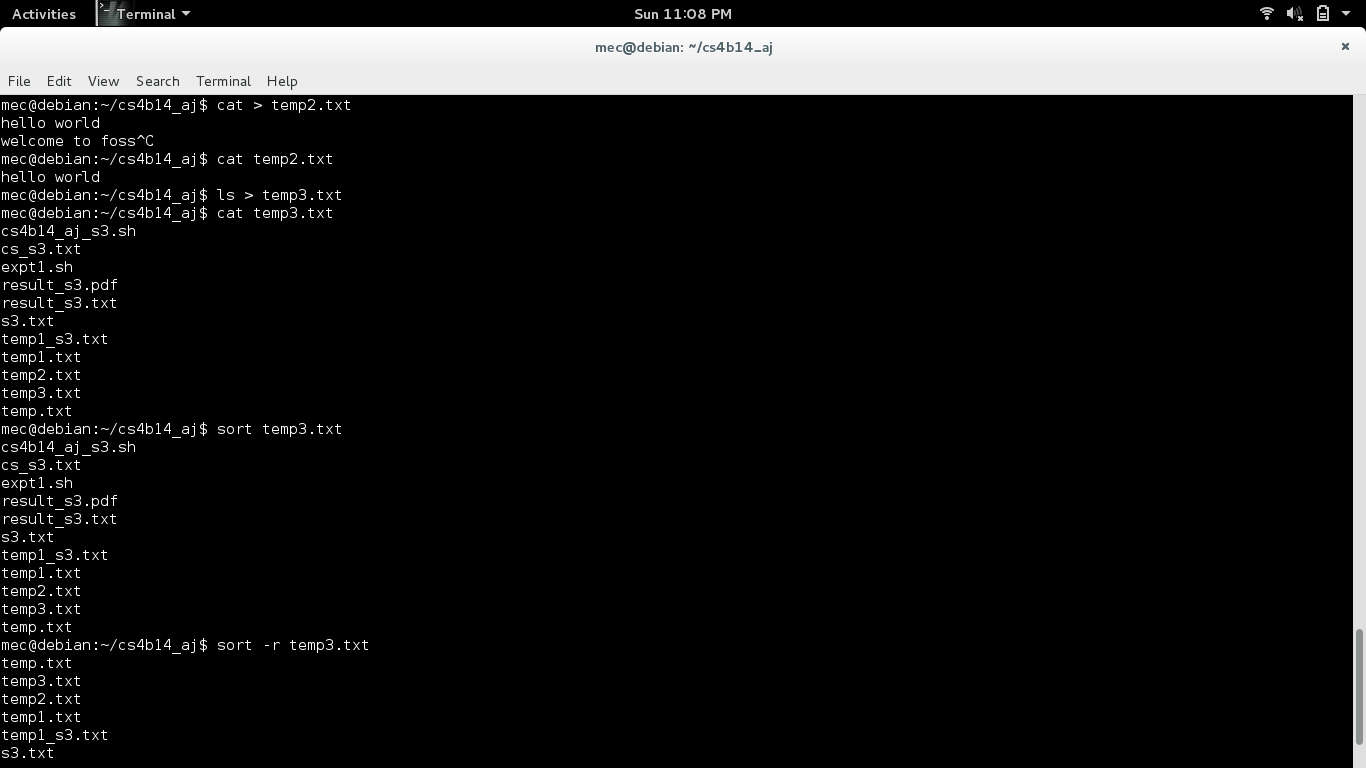 Activities Terminal Sun 11:08 PM
mec@debian: ~/cs4b14_aj ×
File Edit View Search Terminal Help
mec@debian:~/cs4b14_aj$ cat > temp2.txt
hello world
welcome to foss^C
mec@debian:~/cs4b14_aj$ cat temp2.txt
hello world
mec@debian:~/cs4b14_aj$ ls > temp3.txt
mec@debian:~/cs4b14_aj$ cat temp3.txt
cs4b14_aj_s3.sh
cs_s3.txt
expt1.sh
result_s3.pdf
result_s3.txt
s3.txt
temp1_s3.txt
temp1.txt
temp2.txt
temp3.txt
temp.txt
mec@debian:~/cs4b14_aj$ sort temp3.txt
cs4b14_aj_s3.sh
cs_s3.txt
expt1.sh
result_s3.pdf
result_s3.txt
s3.txt
temp1_s3.txt
temp1.txt
temp2.txt
temp3.txt
temp.txt
mec@debian:~/cs4b14_aj$ sort -r temp3.txt
temp.txt
temp3.txt
temp2.txt
temp1.txt
temp1_s3.txt
s3.txt